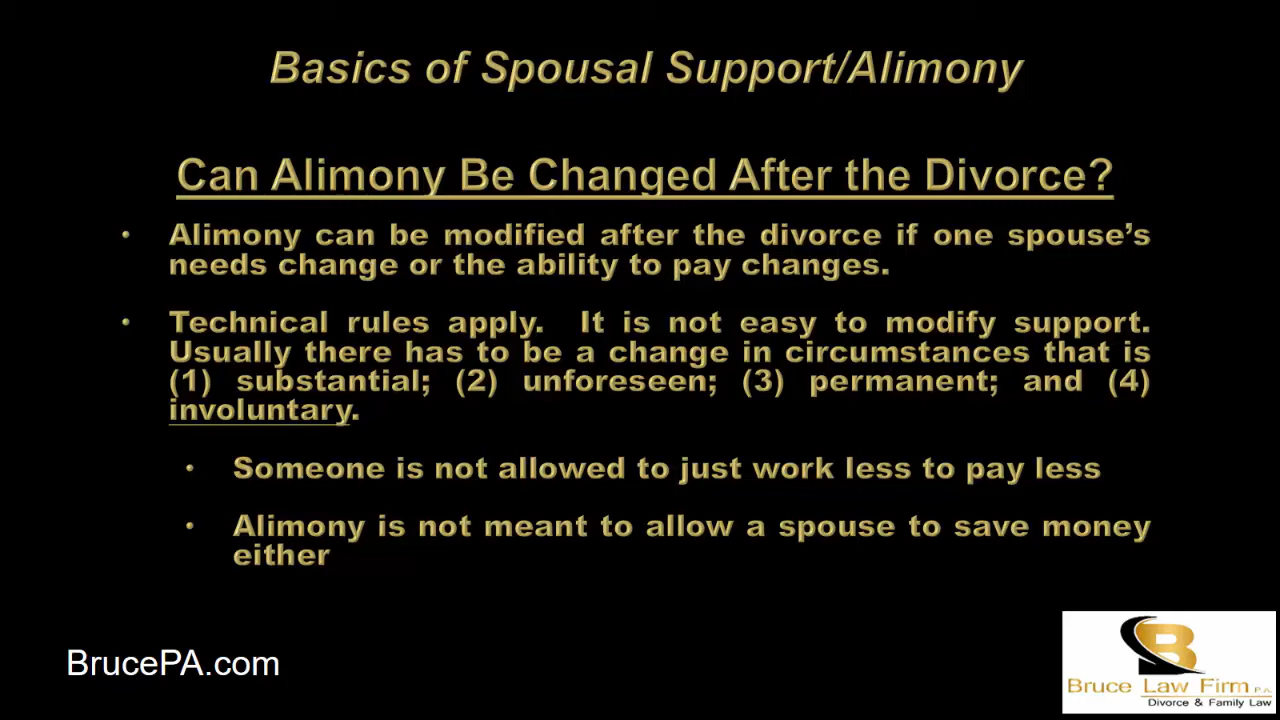 Basics of Spousal Support/Alimony
Can Alimony Be Changed After the Divorce?
• Alimony can be modified after the divorce if one spouse’s
needs change or the ability to pay changes.
• Technical rules apply.  It is not easy to modify support.
Usually there has to be a change in circumstances that is
(1) substantial; (2) unforeseen; (3) permanent; and (4)
involuntary.
• Someone is not allowed to just work less to pay less
• Alimony is not meant to allow a spouse to save money
either
BrucePA.com
B
Bruce Law Firm P.A.
Divorce & Family Law